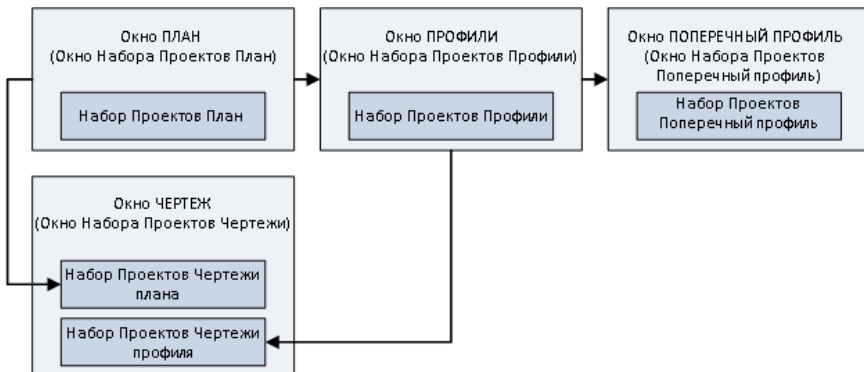 Окно ПЛАН
(Окно Набора Проектов План)
Набор Проектов План
Окно ПРОФИЛИ
(Окно Набора Проектов Профили)
Набор Проектов Профили
Окно ПОПЕРЕЧНЫЙ ПРОФИЛЬ
(Окно Набора Проектов
Поперечный профиль)
Набор Проектов
Поперечный профиль
Окно ЧЕРТЕЖ
(Окно Набора Проектов Чертежи)
Набор Проектов Чертежи
плана
Набор Проектов Чертежи
профиля